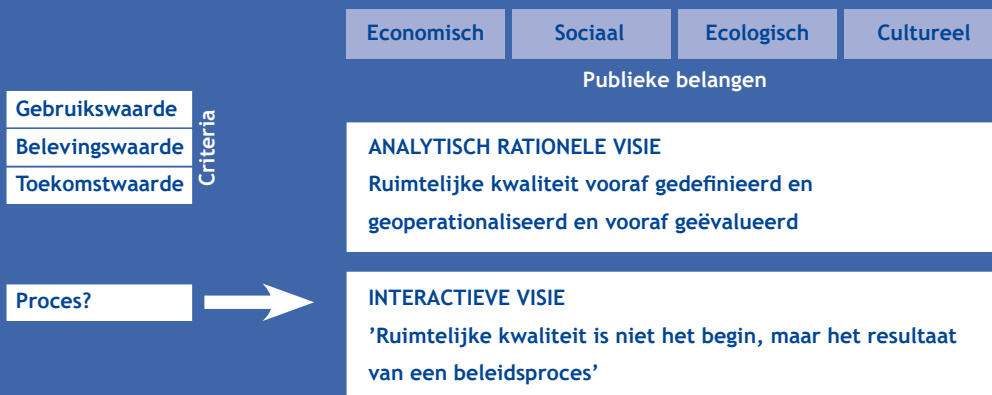 Economisch Sociaal Ecologisch Cultureel
Publieke belangen
Gebruikswaarde
Belevingswaarde
Toekomstwaarde
Criteria
ANALYTISCH RATIONELE VISIE
Ruimtelijke kwaliteit vooraf gedefinieerd en
geoperationaliseerd en vooraf geëvalueerd
Proces?
INTERACTIEVE VISIE
’Ruimtelijke kwaliteit is niet het begin, maar het resultaat
van een beleidsproces’